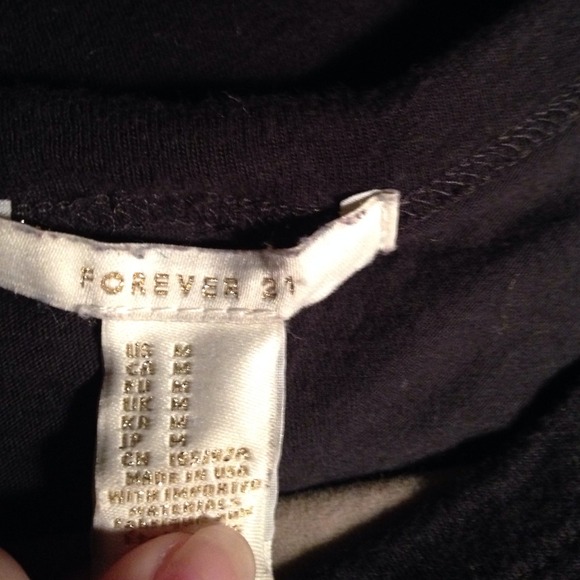 FOREVER 21
US M
CA M
EU M
UK M
KR M
JP M
CN
MADE IN USA
WITH IMPORTED
MATERIALS